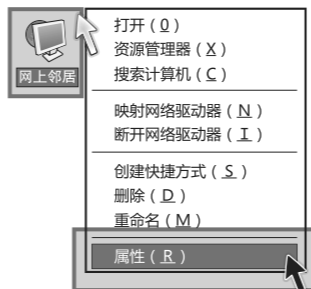 网上邻居
打开(0)
资源管理器(X)
搜索计算机(C)
映射网络驱动器(N)
断开网络驱动器(I)
创建快捷方式(S)
删除(D)
重命名(M)
属性(R)